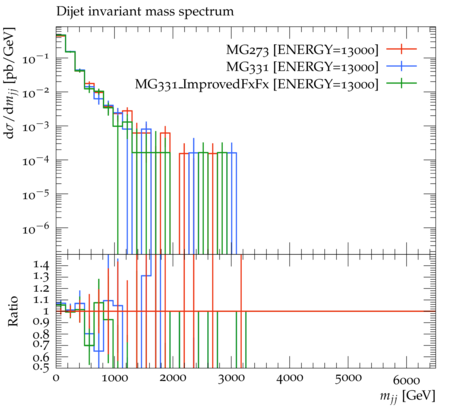 Dijet invariant mass spectrum
dσ/dm_jj [pb/GeV]
MG273 [ENERGY=13000]
MG331 [ENERGY=13000]
MG331_ImprovedFxFx [ENERGY=13000]
10^−1
10^−2
10^−3
10^−4
10^−5
10^−6
Ratio
1.4
1.3
1.2
1.1
1
0.9
0.8
0.7
0.6
0.5
0 1000 2000 3000 4000 5000 6000
m_jj [GeV]